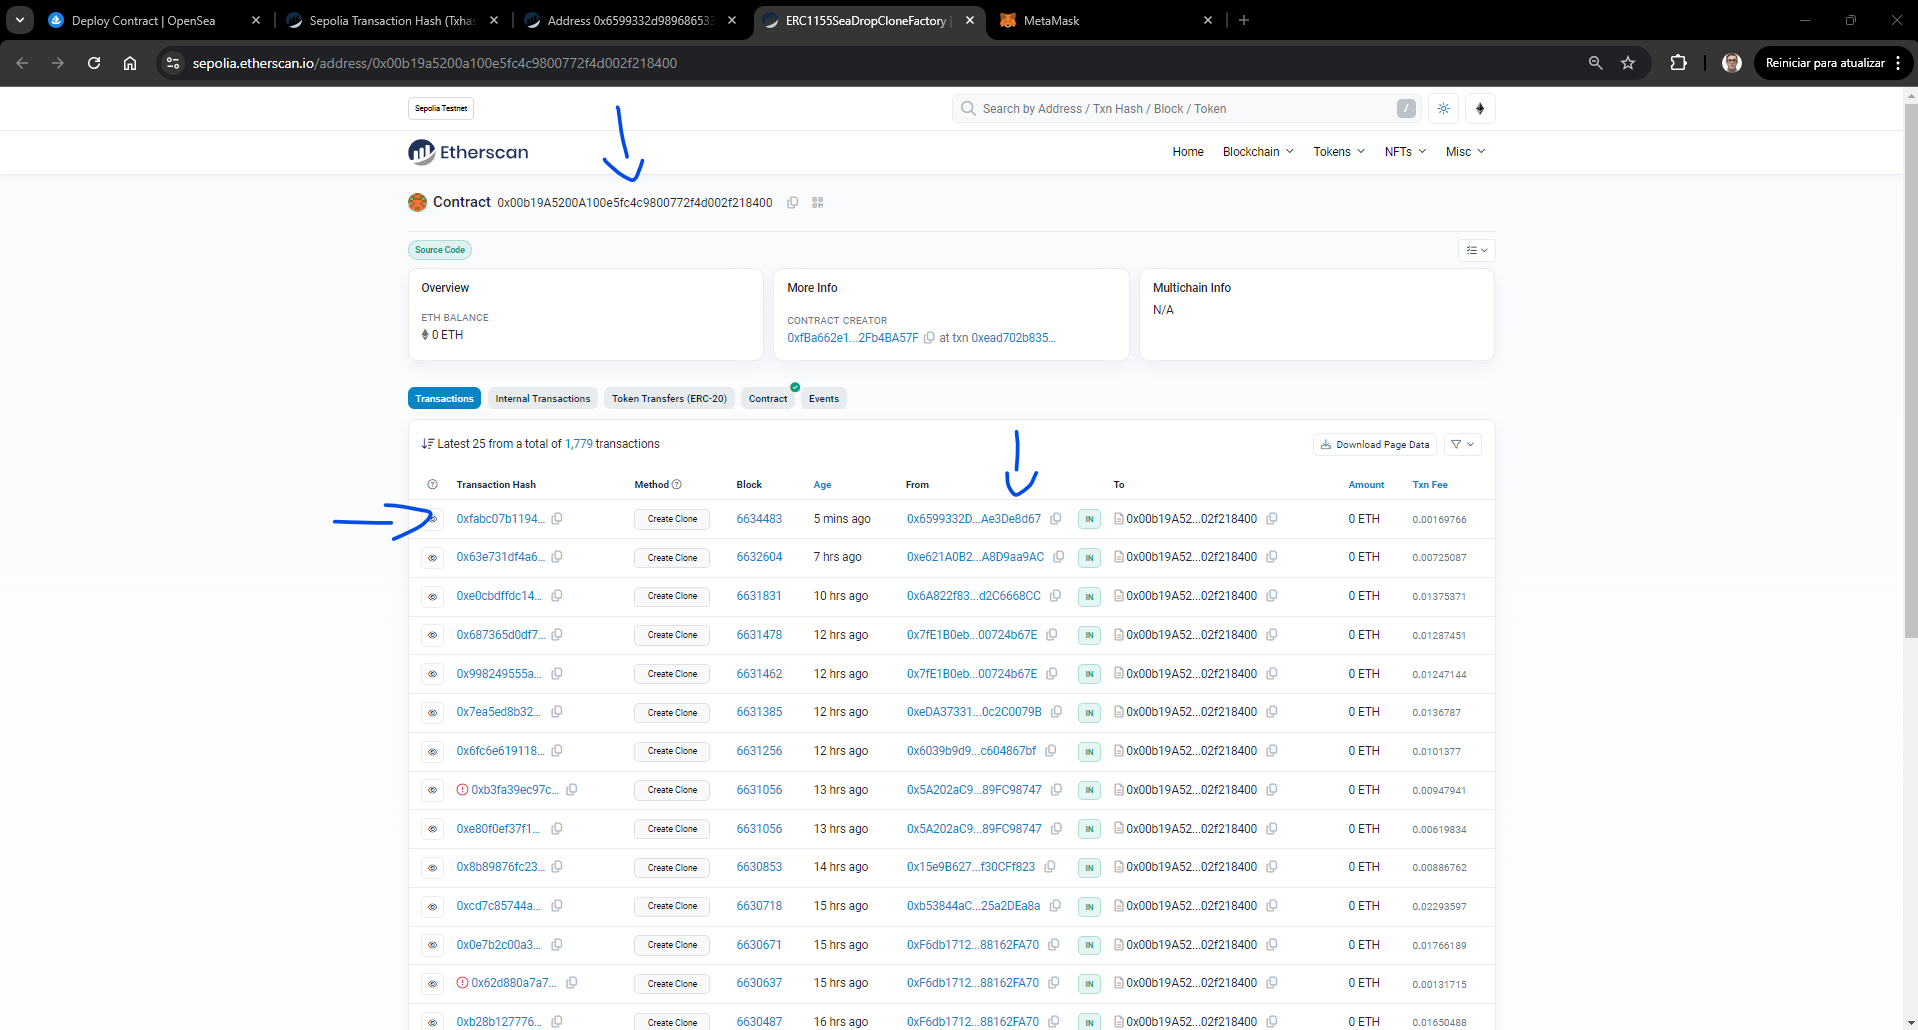 Deploy Contract | OpenSea
Sepolia Transaction Hash (Txhas
Address 0x6599332d989686533
ERC1155SeaDropCloneFactory |
MetaMask
sepolia.etherscan.io/address/0x00b19a5200a100e5fc4c9800772f4d002f218400
Reiniciar para atualizar
Sepolia Testnet
Search by Address / Txn Hash / Block / Token /
Etherscan
Home Blockchain Tokens NFTs Misc
Contract 0x00b19A5200A100e5fc4c9800772f4d002f218400
Source Code
Overview
ETH BALANCE
0 ETH
More Info
CONTRACT CREATOR
0xfBa662e1...2Fb4BA57F at txn 0xead702b835...
Multichain Info
N/A
Transactions Internal Transactions Token Transfers (ERC-20) Contract Events
Latest 25 from a total of 1,779 transactions Download Page Data
Transaction Hash Method Block Age From To Amount Txn Fee
0xfabc07b1194... Create Clone 6634483 5 mins ago 0x6599332D...Ae3De8d67 IN 0x00b19A52...02f218400 0 ETH 0.00169766
0x63e731df4a6... Create Clone 6632604 7 hrs ago 0xe621A0B2...A8D9aa9AC IN 0x00b19A52...02f218400 0 ETH 0.00725087
0xe0cbdffdc14... Create Clone 6631831 10 hrs ago 0x6A822f83...d2C6668CC IN 0x00b19A52...02f218400 0 ETH 0.01375371
0x687365d0df7... Create Clone 6631478 12 hrs ago 0x7fE1B0eb...00724b67E IN 0x00b19A52...02f218400 0 ETH 0.01287451
0x998249555a... Create Clone 6631462 12 hrs ago 0x7fE1B0eb...00724b67E IN 0x00b19A52...02f218400 0 ETH 0.01247144
0x7ea5ed8b32... Create Clone 6631385 12 hrs ago 0xeDA37331...0c2C0079B IN 0x00b19A52...02f218400 0 ETH 0.0136787
0x6fc6e619118... Create Clone 6631256 12 hrs ago 0x6039b9d9...c604867bf IN 0x00b19A52...02f218400 0 ETH 0.0101377
0xb3fa39ec97c... Create Clone 6631056 13 hrs ago 0x5A202aC9...89FC98747 IN 0x00b19A52...02f218400 0 ETH 0.00947941
0xe80f0ef37f1... Create Clone 6631056 13 hrs ago 0x5A202aC9...89FC98747 IN 0x00b19A52...02f218400 0 ETH 0.00619834
0x8b89876fc23... Create Clone 6630853 14 hrs ago 0x15e9B627...f30CFf823 IN 0x00b19A52...02f218400 0 ETH 0.00886762
0xcd7c85744a... Create Clone 6630718 15 hrs ago 0xb53844aC...25a2DEa8a IN 0x00b19A52...02f218400 0 ETH 0.02293597
0x0e7b2c00a3... Create Clone 6630671 15 hrs ago 0xF6db1712...88162FA70 IN 0x00b19A52...02f218400 0 ETH 0.01766189
0x62d880a7a7... Create Clone 6630637 15 hrs ago 0xF6db1712...88162FA70 IN 0x00b19A52...02f218400 0 ETH 0.00131715
0xb28b127776... Create Clone 6630487 16 hrs ago 0xF6db1712...88162FA70 IN 0x00b19A52...02f218400 0 ETH 0.01650488